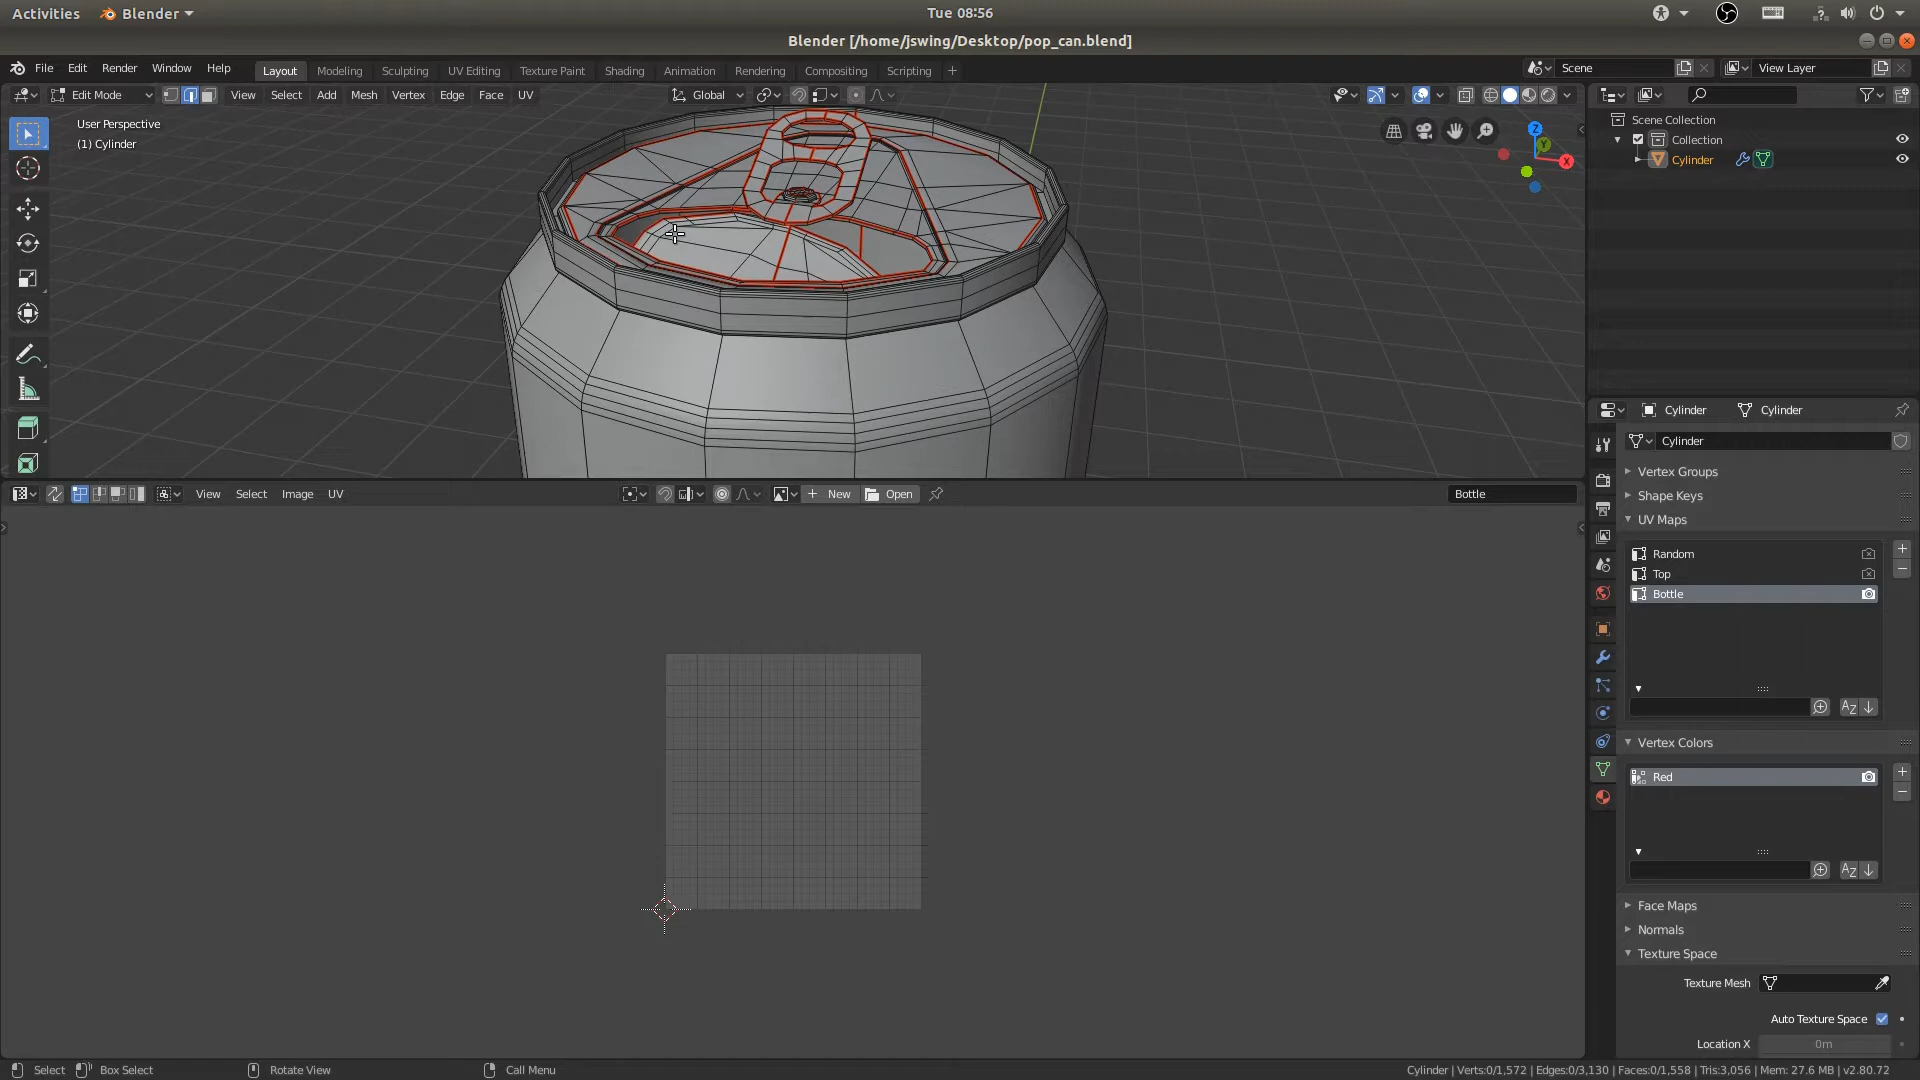 Activities Blender Tue 08:56
Blender [/home/jswing/Desktop/pop_can.blend]
File Edit Render Window Help Layout Modeling Sculpting UV Editing Texture Paint Shading Animation Rendering Compositing Scripting + Scene View Layer
Edit Mode View Select Add Mesh Vertex Edge Face UV Global
User Perspective
(1) Cylinder
Z
Y
X
Scene Collection
Collection
Cylinder
Cylinder Cylinder
Cylinder
Vertex Groups
Shape Keys
UV Maps
Random
Top
Bottle
View Select Image UV + New Open Bottle
Vertex Colors
Red
Face Maps
Normals
Texture Space
Texture Mesh
Auto Texture Space
Location X 0m
Select Box Select Rotate View Call Menu Cylinder | Verts:0/1,572 | Edges:0/3,130 | Faces:0/1,558 | Tris:3,056 | Mem: 27.6 MB | v2.80.72